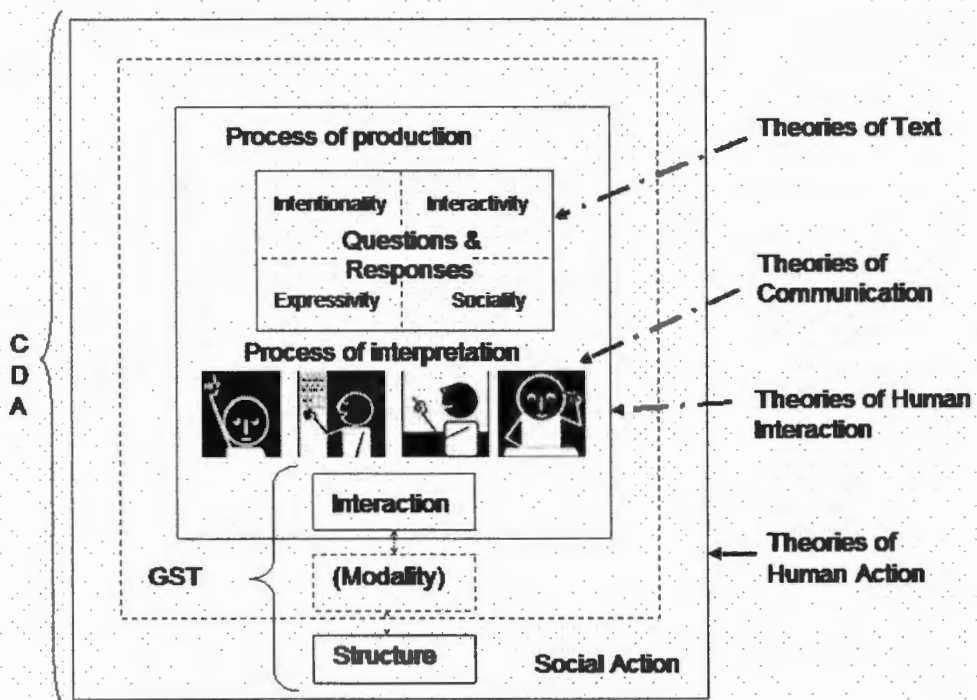 Process of production
Intentionality
Interactivity
Questions &
Responses
Expressivity
Sociality
Process of interpretation
Interaction
(Modality)
Structure
GST
Social Action
C
D
A
Theories of Text
Theories of
Communication
Theories of Human
Interaction
Theories of
Human Action